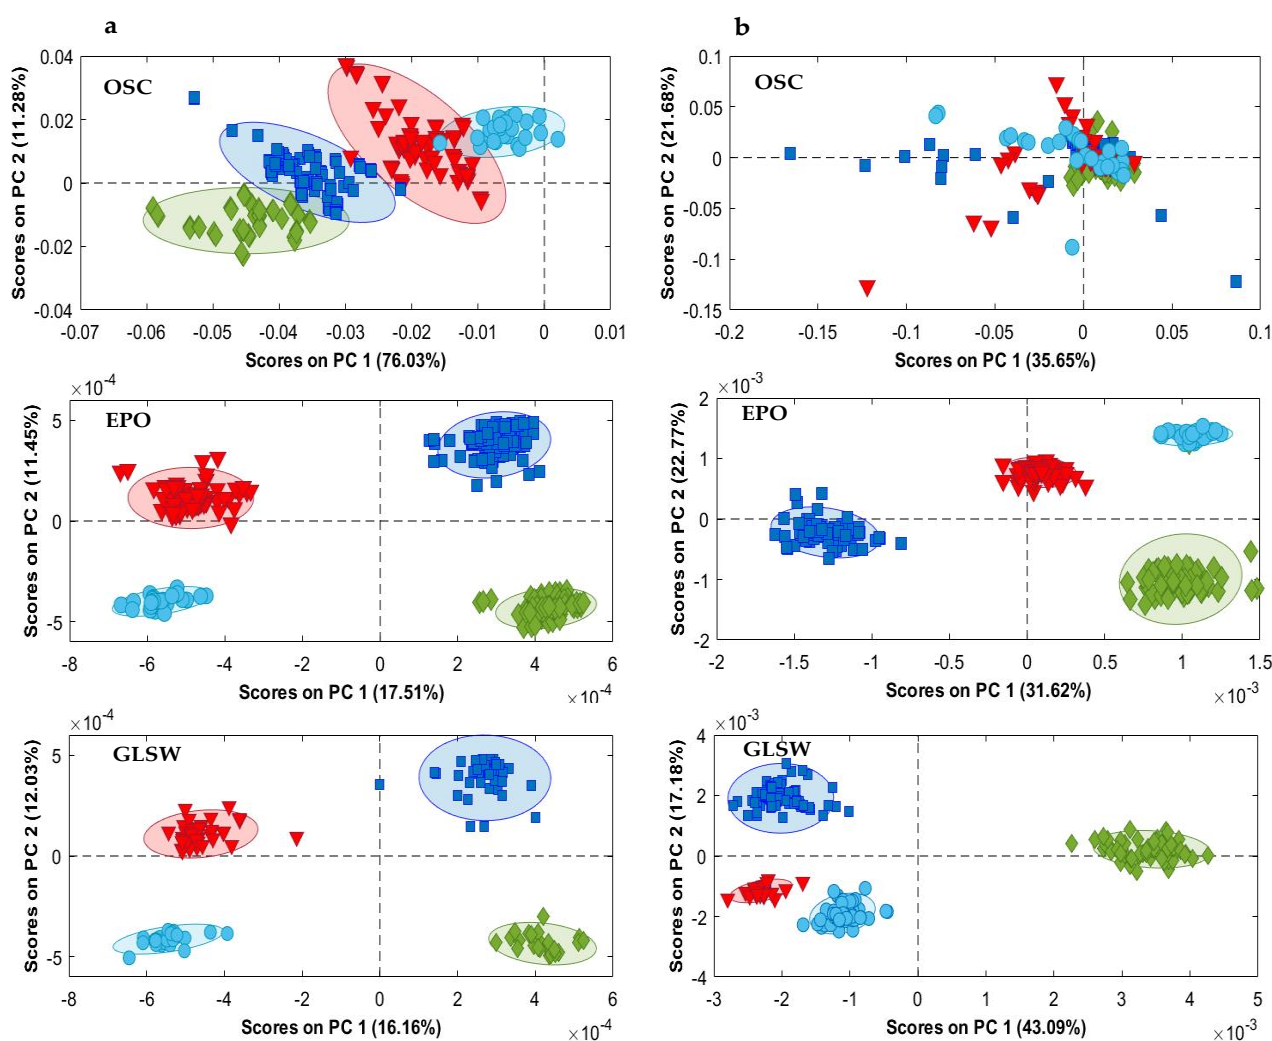 a
b
OSC
0.04
0.02
0
-0.02
-0.04
-0.07 -0.06 -0.05 -0.04 -0.03 -0.02 -0.01 0 0.01
Scores on PC 1 (76.03%)
Scores on PC 2 (11.28%)
OSC
0.1
0.05
0
-0.05
-0.1
-0.15
-0.2 -0.15 -0.1 -0.05 0 0.05 0.1
Scores on PC 1 (35.65%)
Scores on PC 2 (21.68%)
×10⁻⁴
EPO
5
0
-5
-8 -6 -4 -2 0 2 4 6
Scores on PC 1 (17.51%)
×10⁻⁴
Scores on PC 2 (11.45%)
×10⁻³
EPO
2
1
0
-1
-2
-2 -1.5 -1 -0.5 0 0.5 1 1.5
Scores on PC 1 (31.62%)
×10⁻³
Scores on PC 2 (22.77%)
×10⁻⁴
GLSW
5
0
-5
-8 -6 -4 -2 0 2 4 6
Scores on PC 1 (16.16%)
×10⁻⁴
Scores on PC 2 (12.03%)
×10⁻³
GLSW
4
2
0
-2
-4
-3 -2 -1 0 1 2 3 4 5
Scores on PC 1 (43.09%)
×10⁻³
Scores on PC 2 (17.18%)